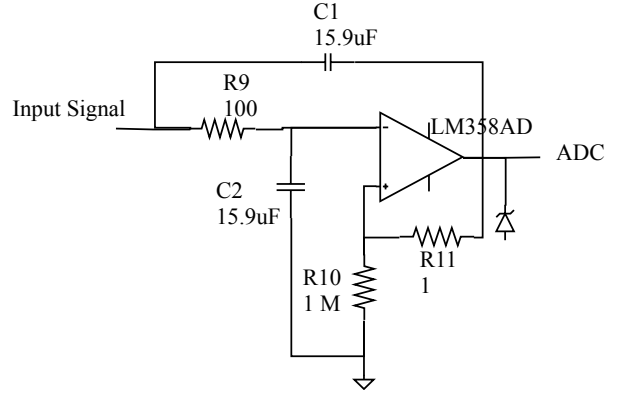 C1
15.9uF
R9
100
Input Signal
LM358AD
ADC
C2
15.9uF
R11
1
R10
1 M